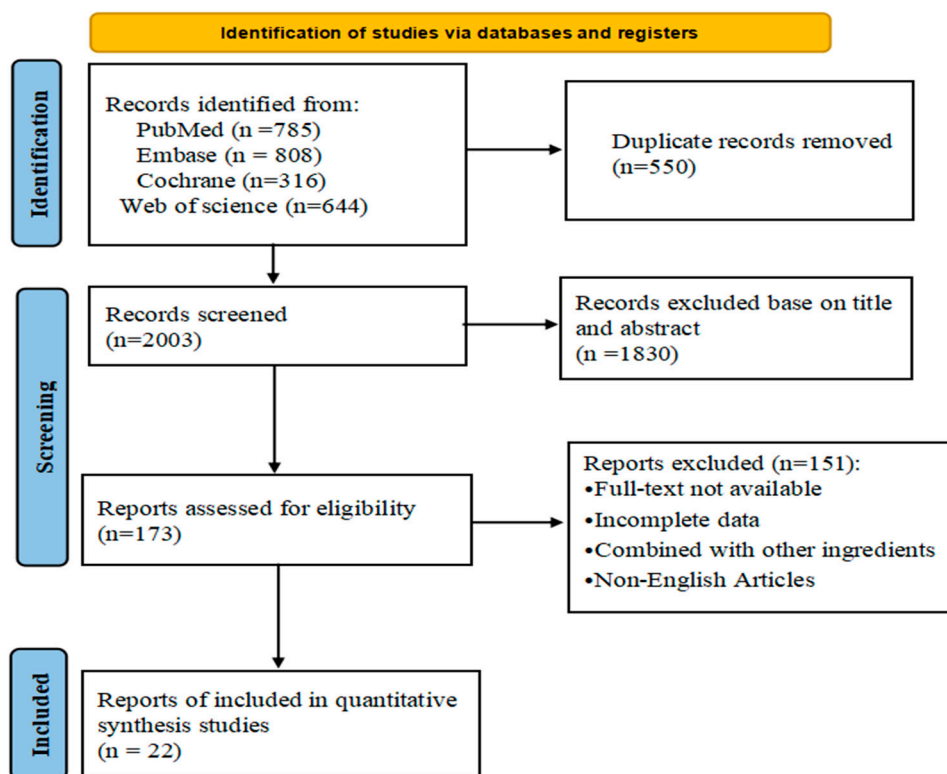 Identification of studies via databases and registers
Identification
Records identified from:
PubMed (n =785)
Embase (n = 808)
Cochrane (n=316)
Web of science (n=644)
Duplicate records removed
(n=550)
Screening
Records screened
(n=2003)
Records excluded base on title
and abstract
(n =1830)
Reports assessed for eligibility
(n=173)
Reports excluded (n=151):
•Full-text not available
•Incomplete data
•Combined with other ingredients
•Non-English Articles
Included
Reports of included in quantitative
synthesis studies
(n = 22)